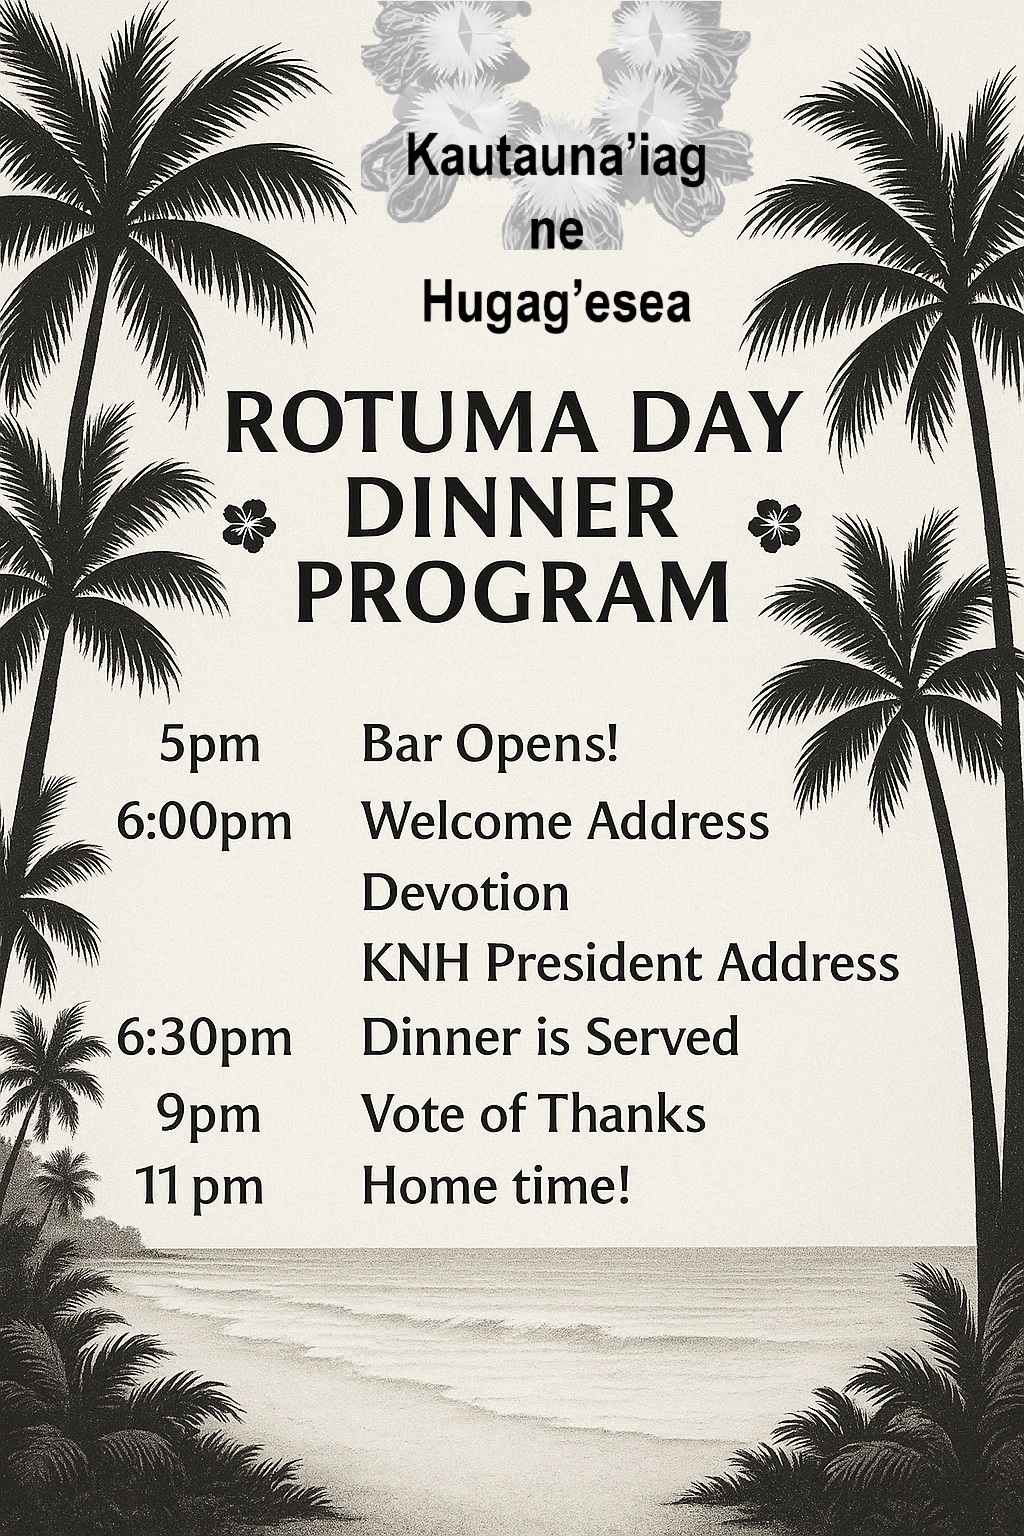 Kautauna’iag
ne
Hugag’esea
ROTUMA DAY
DINNER
PROGRAM
5pm Bar Opens!
6:00pm Welcome Address
Devotion
KNH President Address
6:30pm Dinner is Served
9pm Vote of Thanks
11 pm Home time!